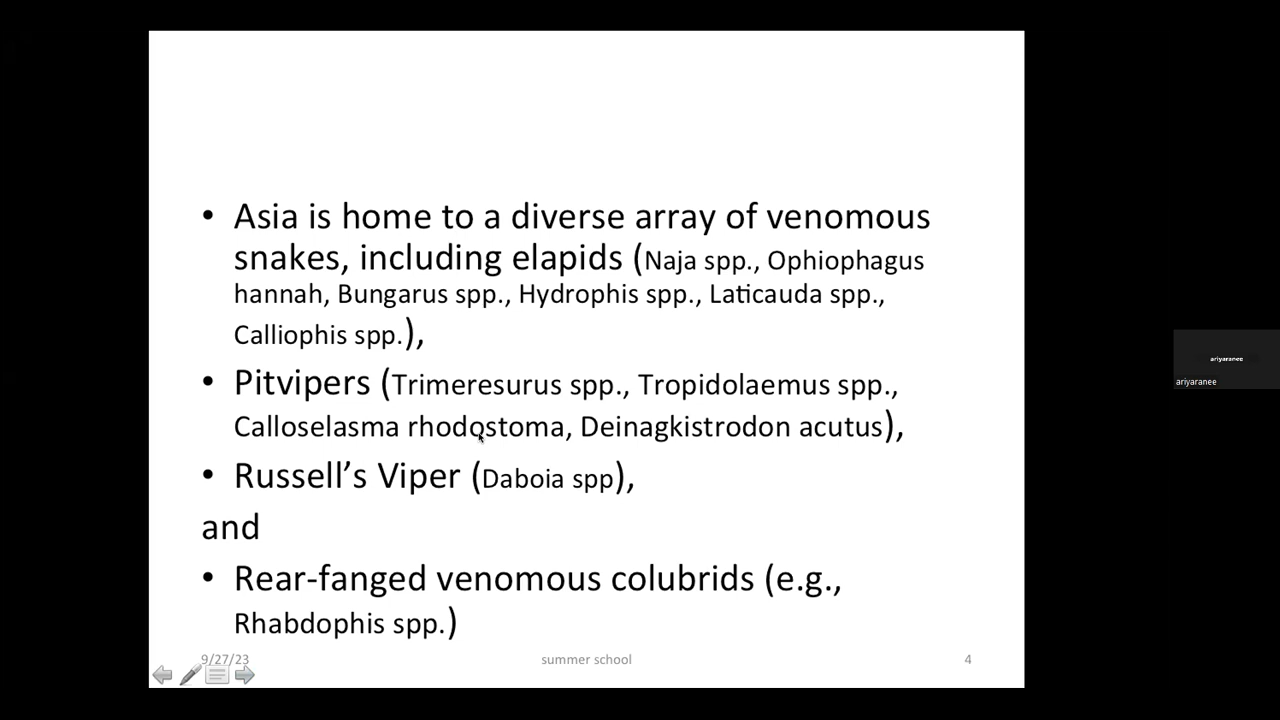 • Asia is home to a diverse array of venomous
snakes, including elapids (Naja spp., Ophiophagus
hannah, Bungarus spp., Hydrophis spp., Laticauda spp.,
Calliophis spp.),
• Pitvipers (Trimeresurus spp., Tropidolaemus spp.,
Calloselasma rhodostoma, Deinagkistrodon acutus),
• Russell’s Viper (Daboia spp),
and
• Rear-fanged venomous colubrids (e.g.,
Rhabdophis spp.)
9/27/23 summer school 4
ariyaranee
ariyaranee